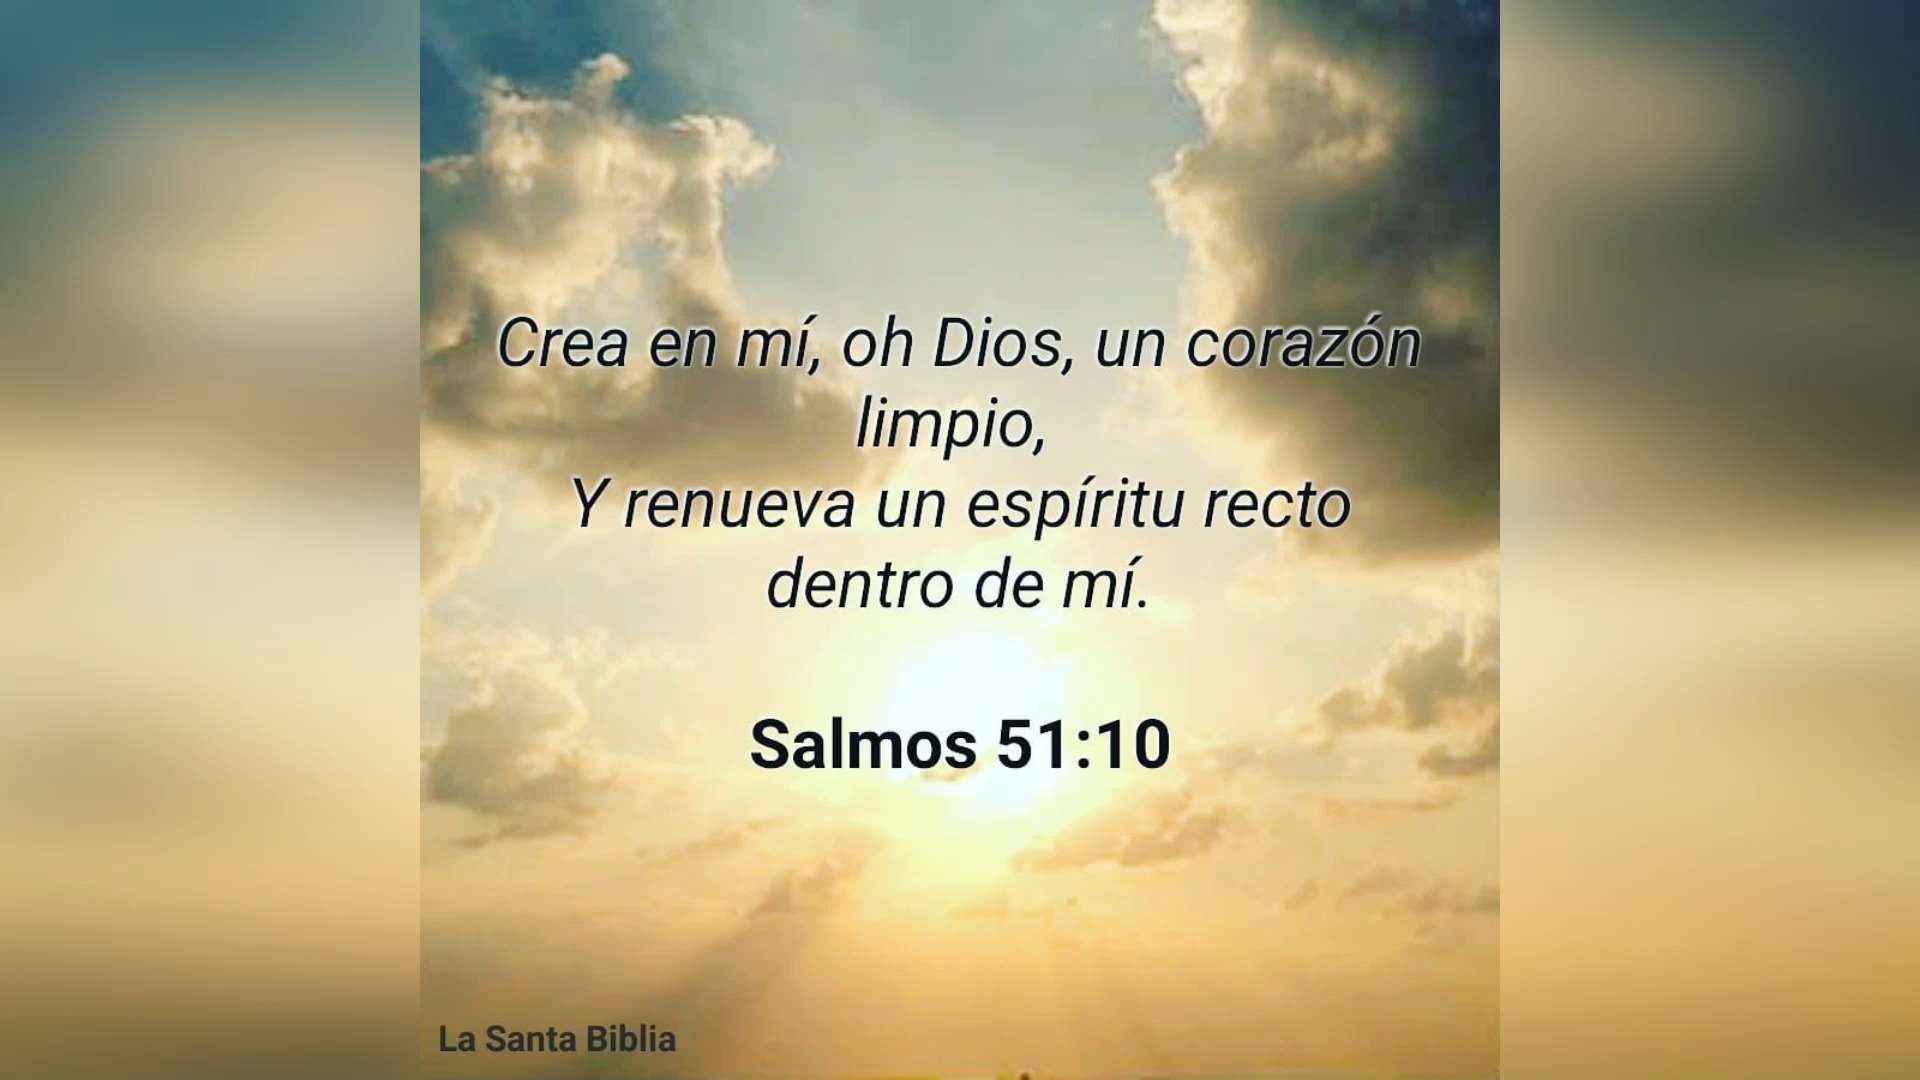 Crea en mí, oh Dios, un corazón
limpio,
Y renueva un espíritu recto
dentro de mí.
Salmos 51:10
La Santa Biblia